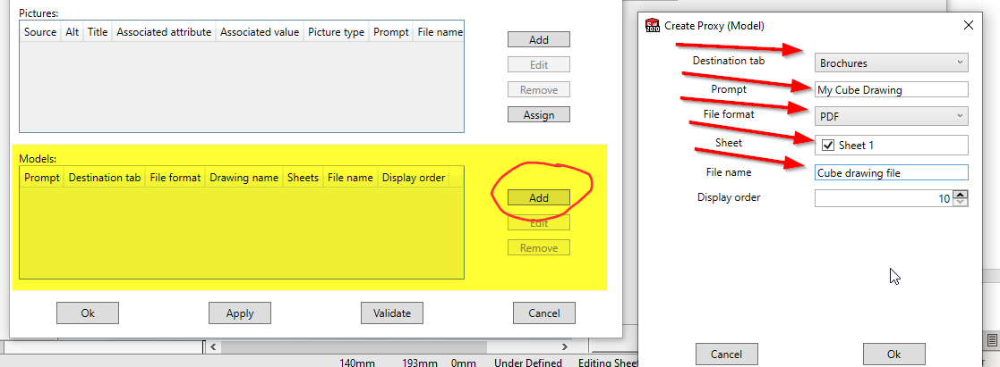 Pictures:
Source Alt Title Associated attribute Associated value Picture type Prompt File name
Add
Edit
Remove
Assign
Models:
Prompt Destination tab File format Drawing name Sheets File name Display order
Add
Edit
Remove
Ok Apply Validate Cancel
140mm 193mm 0mm Under Defined Editing Sheet
2020
Create Proxy (Model)
Destination tab Brochures
Prompt My Cube Drawing
File format PDF
Sheet Sheet 1
File name Cube drawing file
Display order 10
Cancel Ok